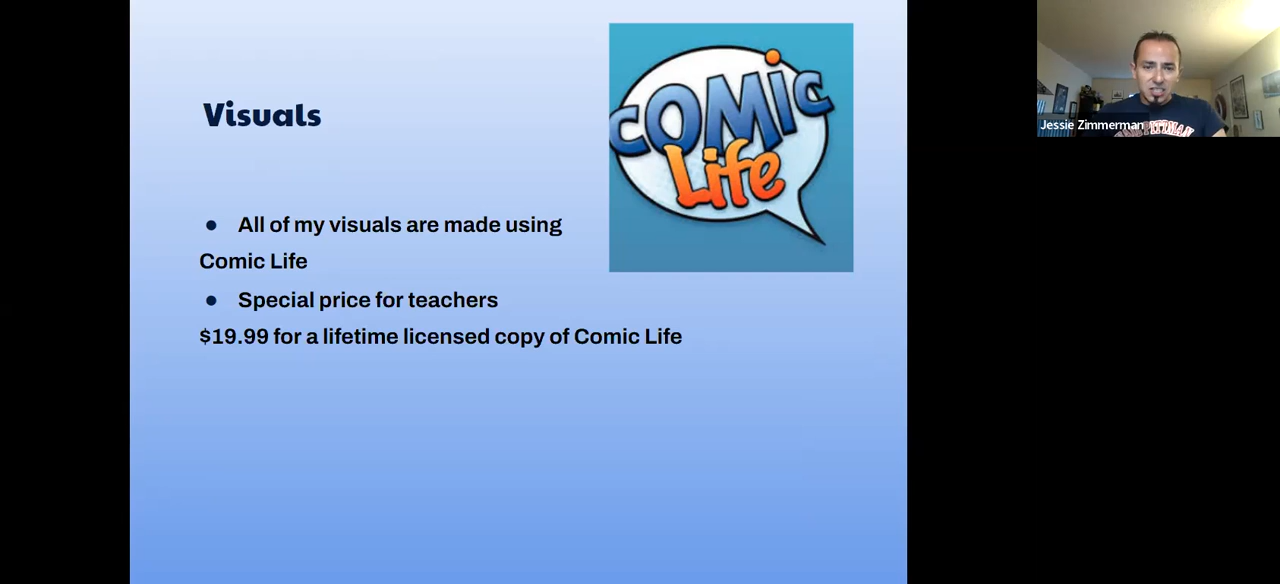 Visuals
COMIC
Life
● All of my visuals are made using
Comic Life
● Special price for teachers
$19.99 for a lifetime licensed copy of Comic Life
Jessie Zimmerman